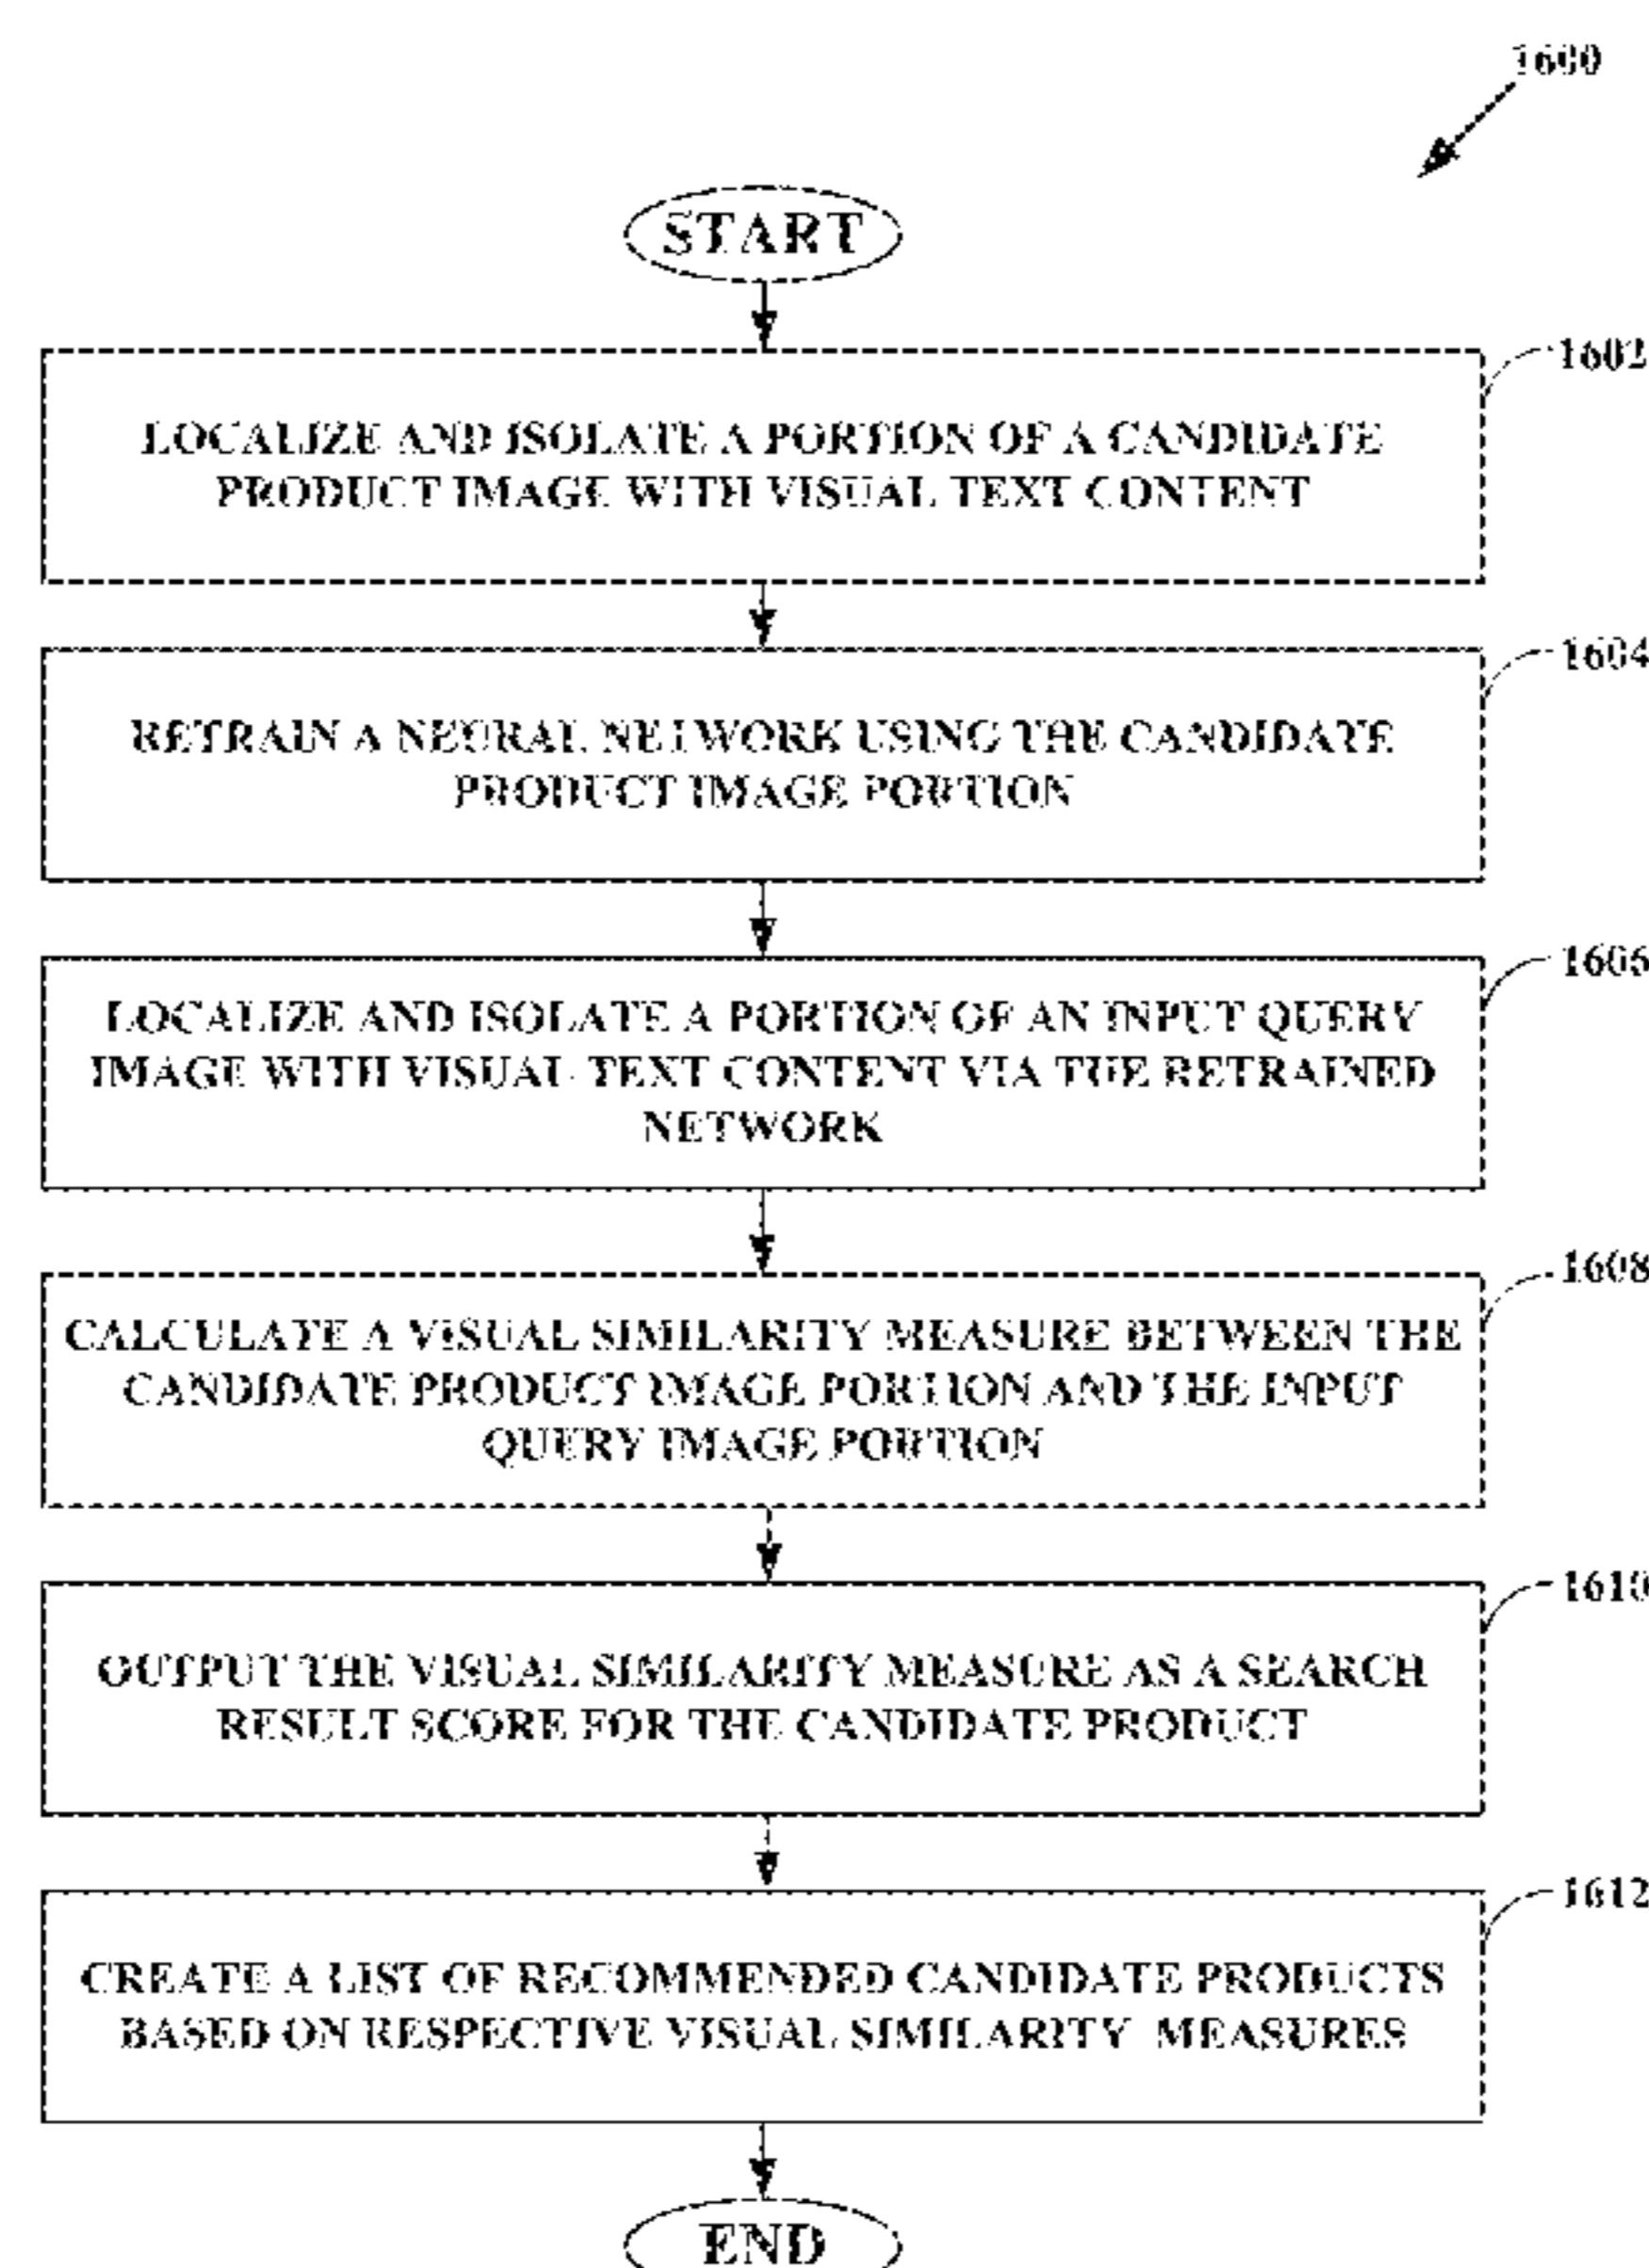 1600
START
1602
LOCALIZE AND ISOLATE A PORTION OF A CANDIDATE
PRODUCT IMAGE WITH VISUAL TEXT CONTENT
1604
RETRAIN A NEURAL NETWORK USING THE CANDIDATE
PRODUCT IMAGE PORTION
1606
LOCALIZE AND ISOLATE A PORTION OF AN INPUT QUERY
IMAGE WITH VISUAL TEXT CONTENT VIA THE RETRAINED
NETWORK
1608
CALCULATE A VISUAL SIMILARITY MEASURE BETWEEN THE
CANDIDATE PRODUCT IMAGE PORTION AND THE INPUT
QUERY IMAGE PORTION
1610
OUTPUT THE VISUAL SIMILARITY MEASURE AS A SEARCH
RESULT SCORE FOR THE CANDIDATE PRODUCT
1612
CREATE A LIST OF RECOMMENDED CANDIDATE PRODUCTS
BASED ON RESPECTIVE VISUAL SIMILARITY MEASURES
END